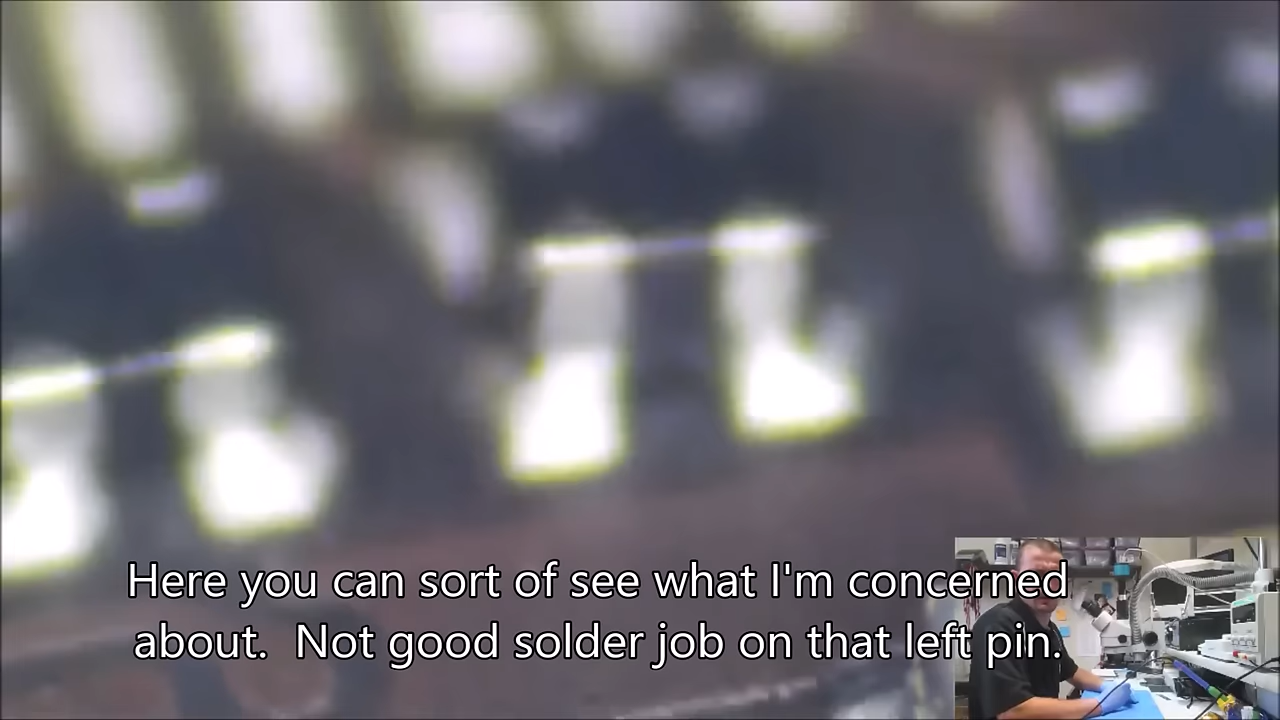 Here you can sort of see what I'm concerned
about.  Not good solder job on that left pin.